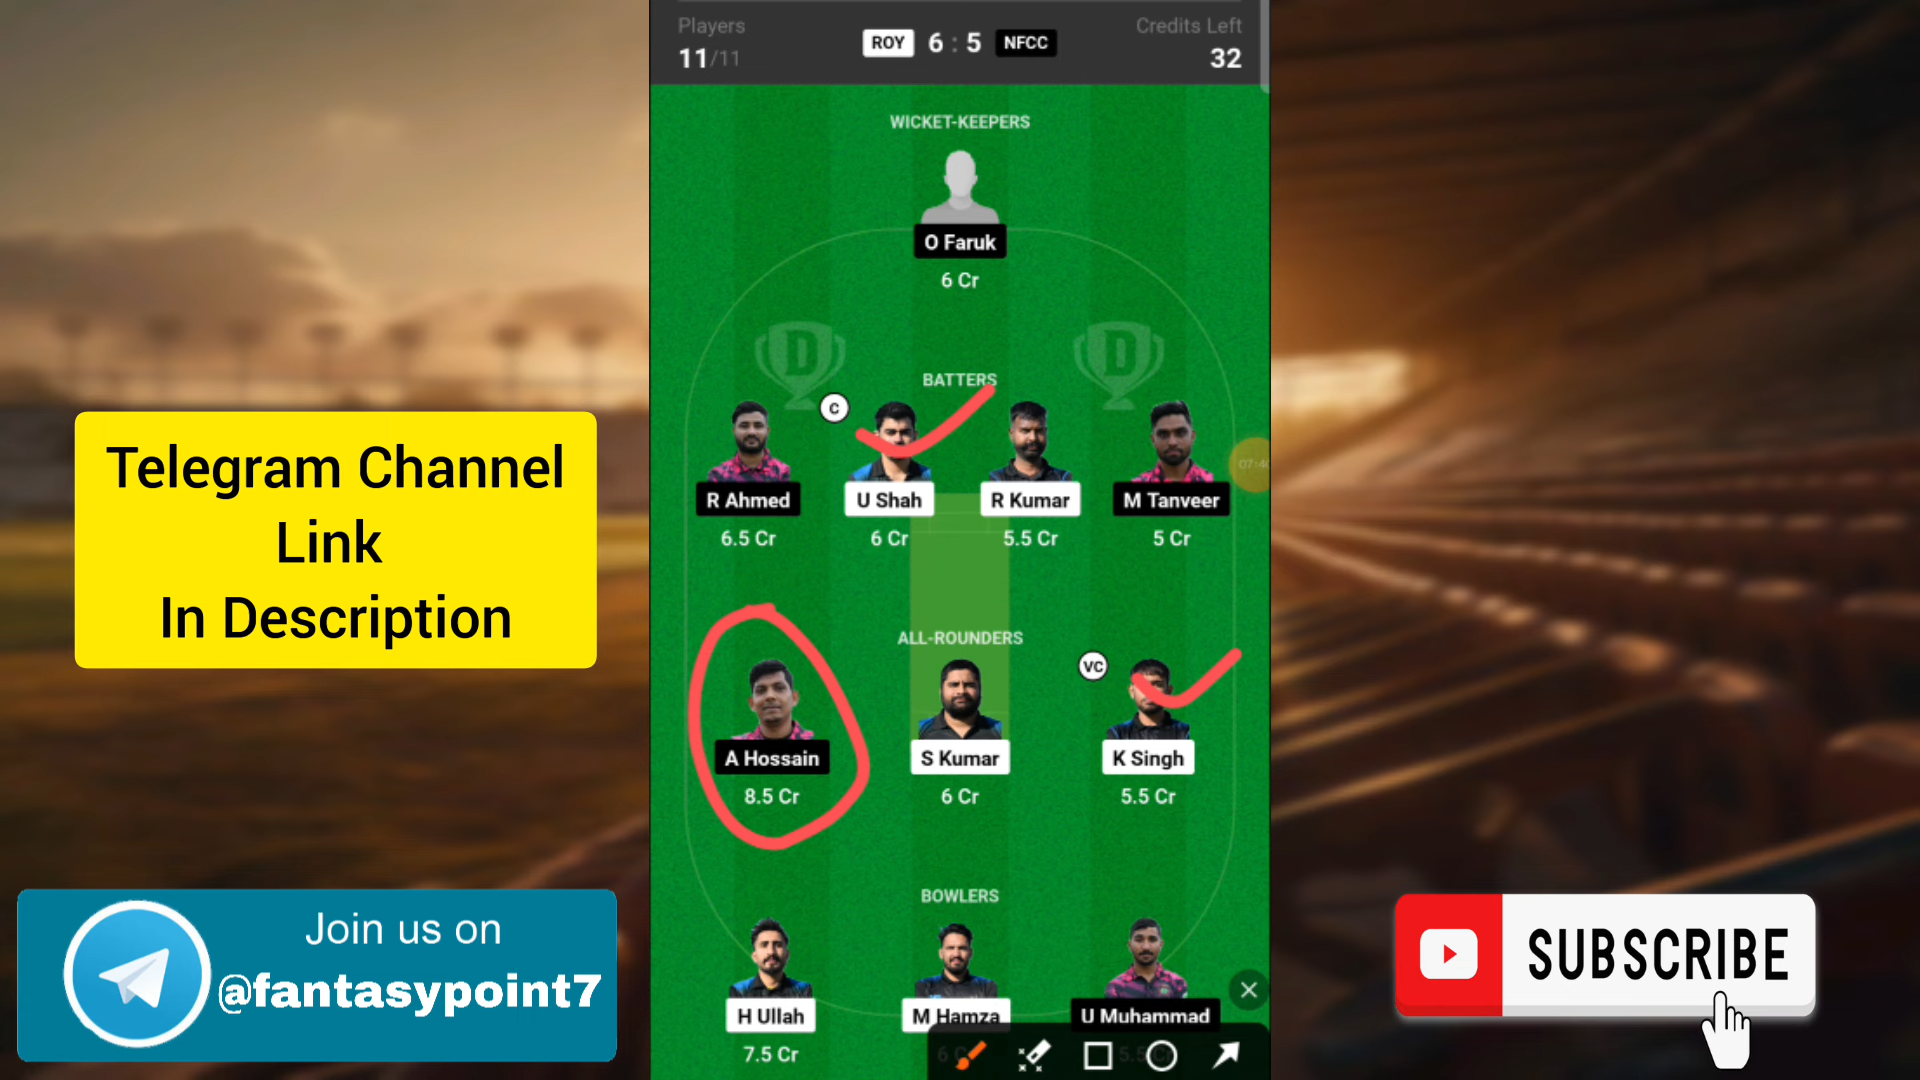 Players
11/11
ROY 6 : 5 NFCC
Credits Left
32
WICKET-KEEPERS
O Faruk
6 Cr
BATTERS
C
R Ahmed U Shah R Kumar M Tanveer
6.5 Cr 6 Cr 5.5 Cr 5 Cr
Telegram Channel
Link
In Description
ALL-ROUNDERS
VC
A Hossain S Kumar K Singh
8.5 Cr 6 Cr 5.5 Cr
BOWLERS
H Ullah M Hamza U Muhammad
7.5 Cr 6 C 5.5
Join us on
@fantasypoint7
SUBSCRIBE